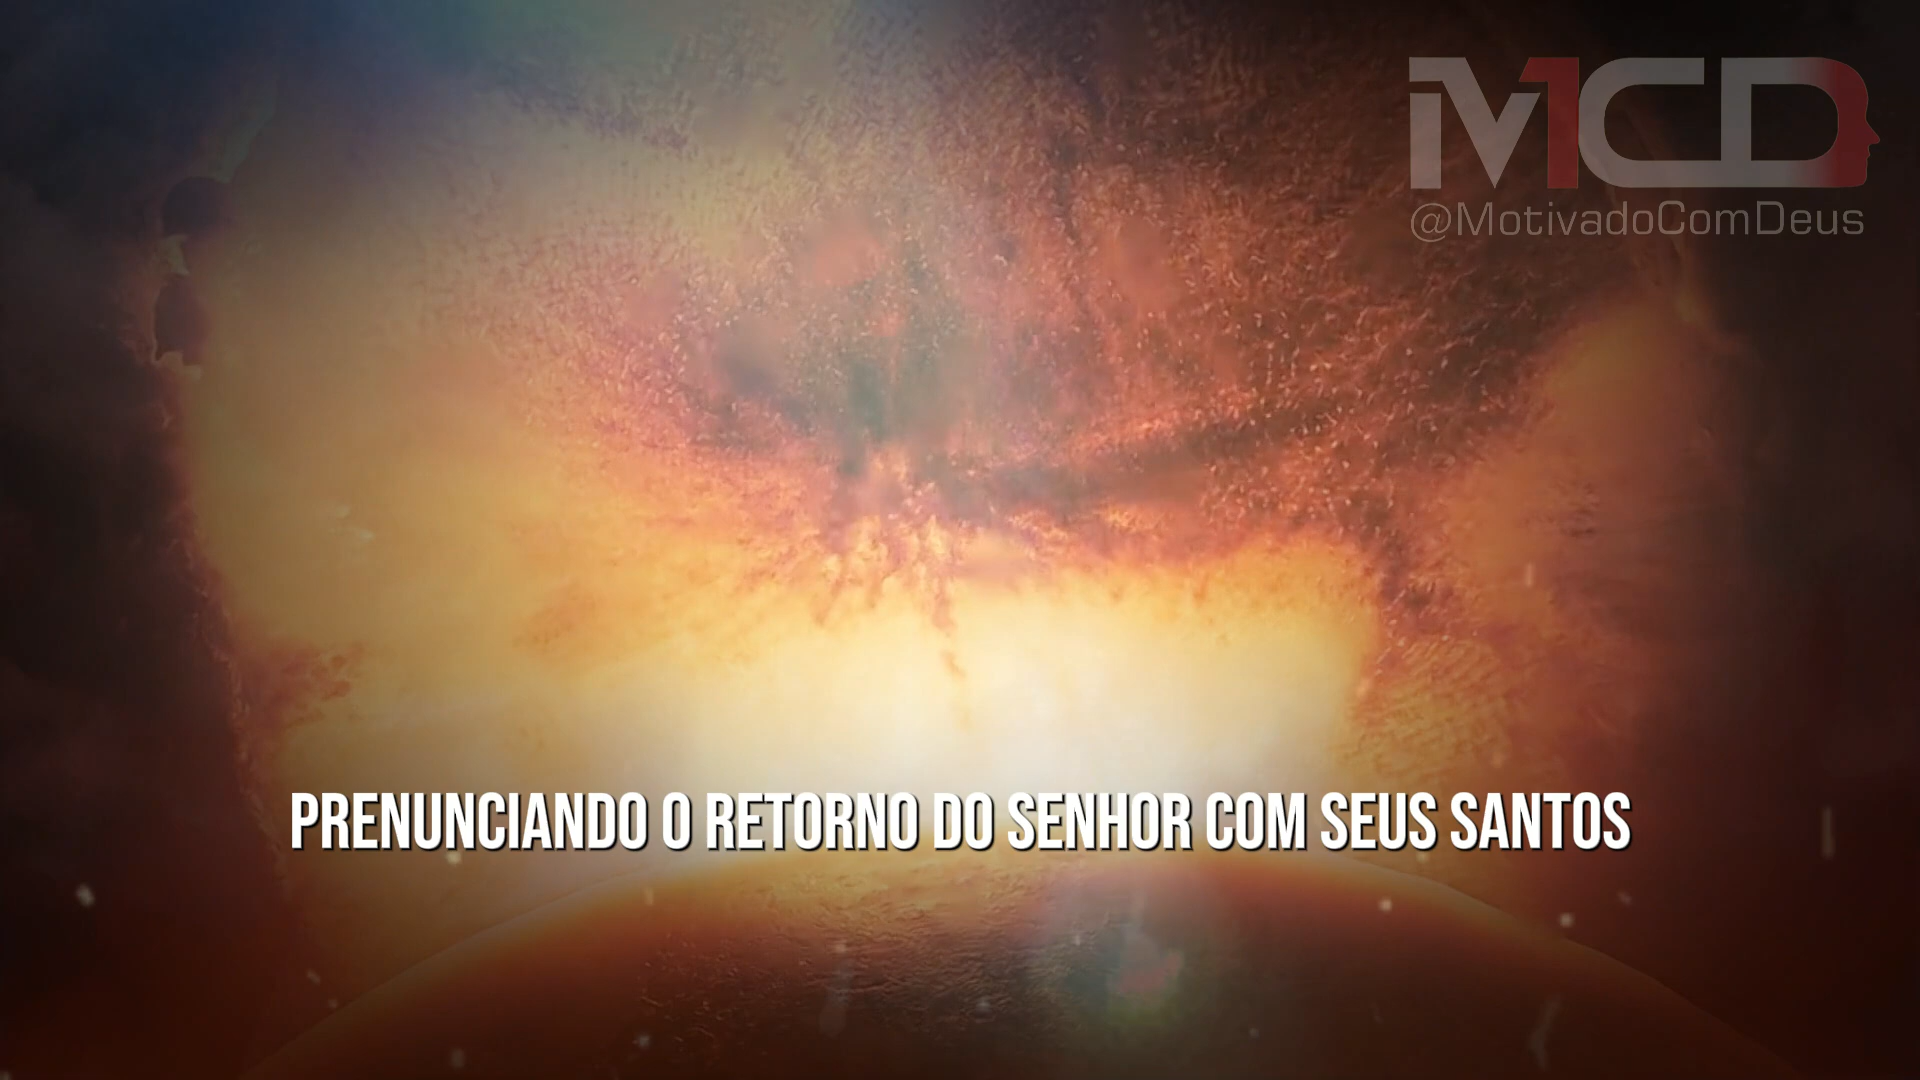 MCD
@MotivadoComDeus
PRENUNCIANDO O RETORNO DO SENHOR COM SEUS SANTOS